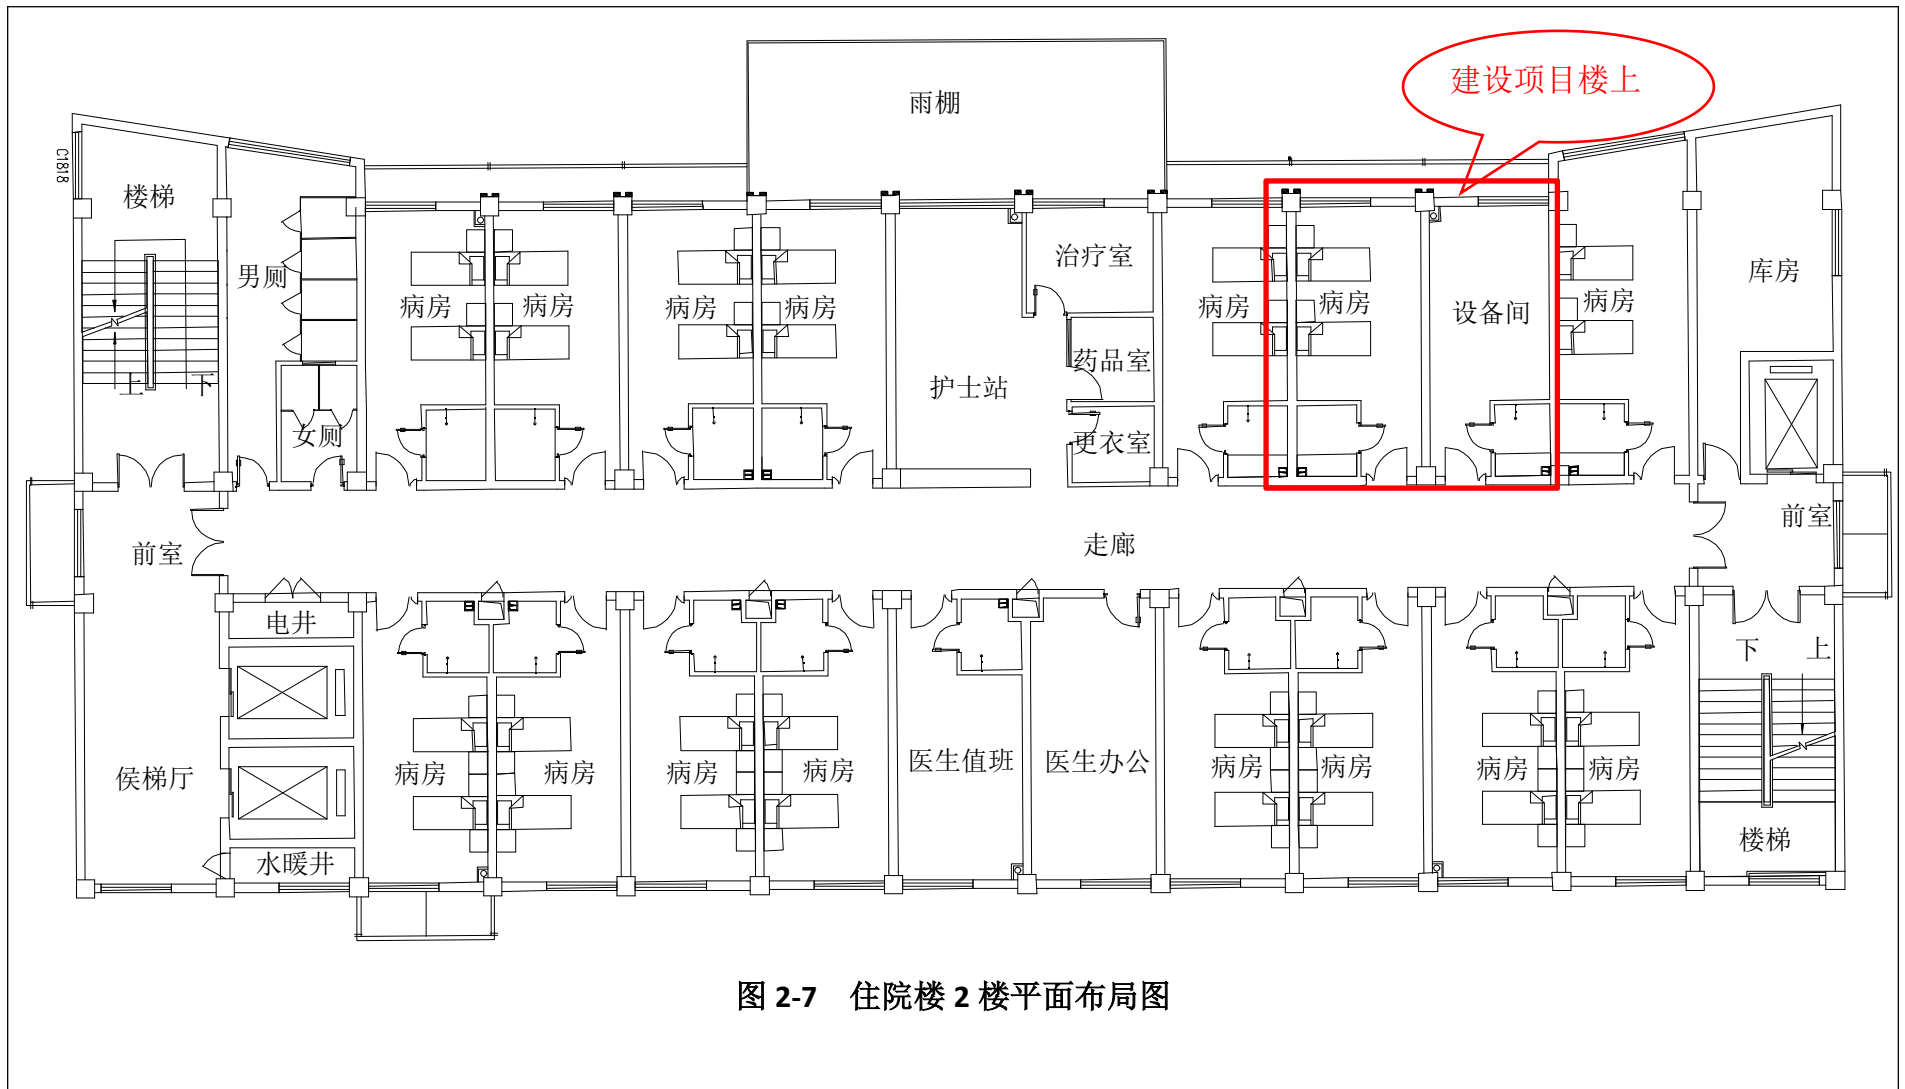 建设项目楼上
雨棚
C1818
楼梯
男厕
治疗室
库房
病房
病房
病房
病房
病房
病房
设备间
病房
药品室
上
下
护士站
女厕
更衣室
前室
走廊
前室
电井
下
上
侯梯厅
病房
病房
病房
病房
医生值班
医生办公
病房
病房
病房
病房
楼梯
水暖井
图 2-7 住院楼 2 楼平面布局图